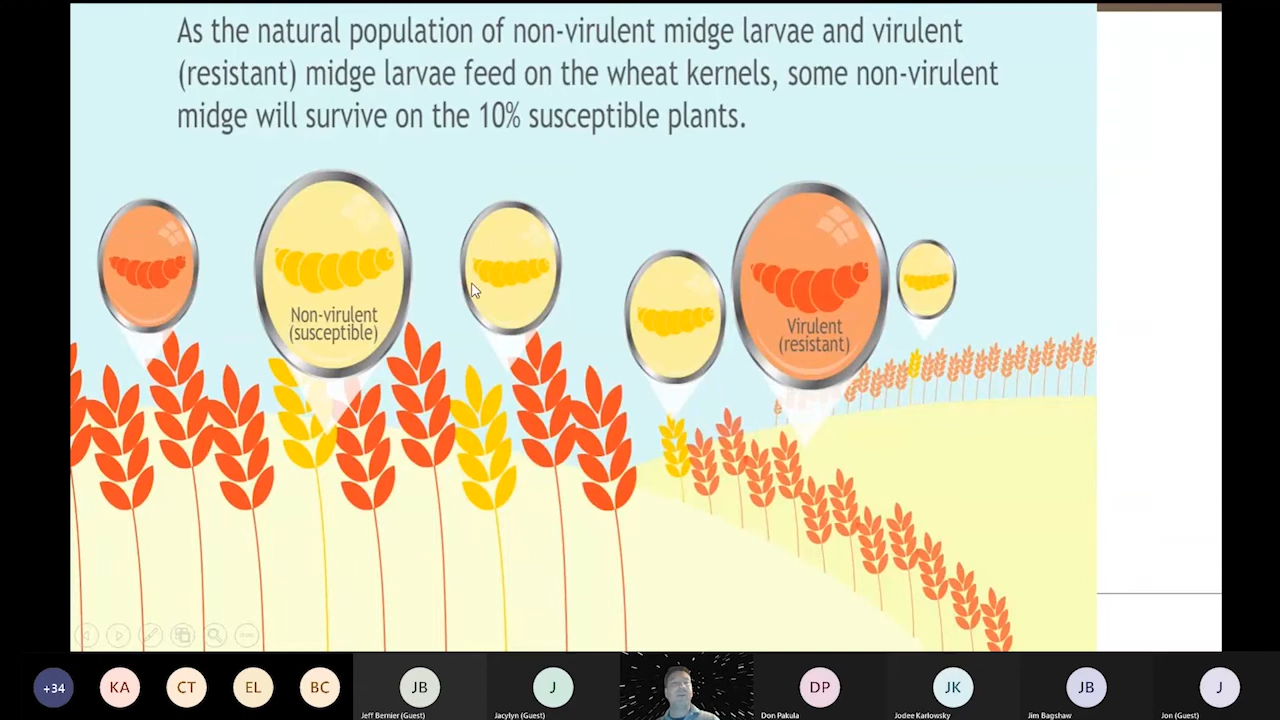 As the natural population of non-virulent midge larvae and virulent
(resistant) midge larvae feed on the wheat kernels, some non-virulent
midge will survive on the 10% susceptible plants.
Non-virulent
(susceptible)
Virulent
(resistant)
+34
KA
CT
EL
BC
JB
J
DP
JK
JB
J
Jeff Bernier (Guest)
Jacylyn (Guest)
Don Pakula
Jodee Karlowsky
Jim Bagshaw
Jon (Guest)